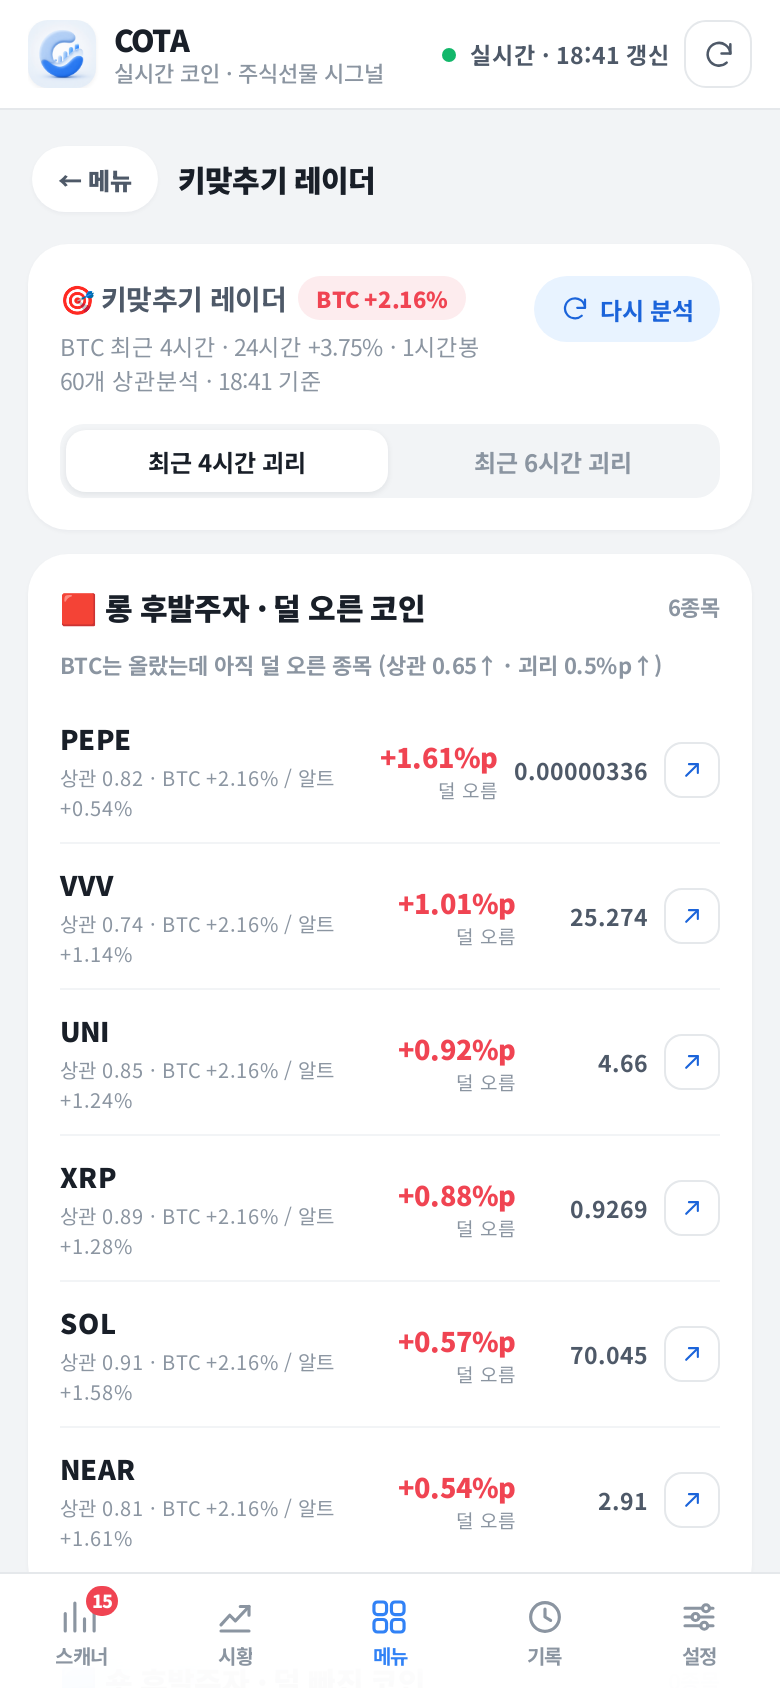 COTA
실시간 코인 · 주식선물 시그널
실시간 · 18:41 갱신
← 메뉴
키맞추기 레이더
키맞추기 레이더
BTC +2.16%
다시 분석
BTC 최근 4시간 · 24시간 +3.75% · 1시간봉
60개 상관분석 · 18:41 기준
최근 4시간 괴리
최근 6시간 괴리
롱 후발주자 · 덜 오른 코인
6종목
BTC는 올랐는데 아직 덜 오른 종목 (상관 0.65↑ · 괴리 0.5%p↑)
PEPE
상관 0.82 · BTC +2.16% / 알트
+0.54%
+1.61%p
덜 오름
0.00000336
VVV
상관 0.74 · BTC +2.16% / 알트
+1.14%
+1.01%p
덜 오름
25.274
UNI
상관 0.85 · BTC +2.16% / 알트
+1.24%
+0.92%p
덜 오름
4.66
XRP
상관 0.89 · BTC +2.16% / 알트
+1.28%
+0.88%p
덜 오름
0.9269
SOL
상관 0.91 · BTC +2.16% / 알트
+1.58%
+0.57%p
덜 오름
70.045
NEAR
상관 0.81 · BTC +2.16% / 알트
+1.61%
+0.54%p
덜 오름
2.91
15
스캐너
시황
메뉴
기록
설정
숏 후발주자 · 덜 빠진 코인